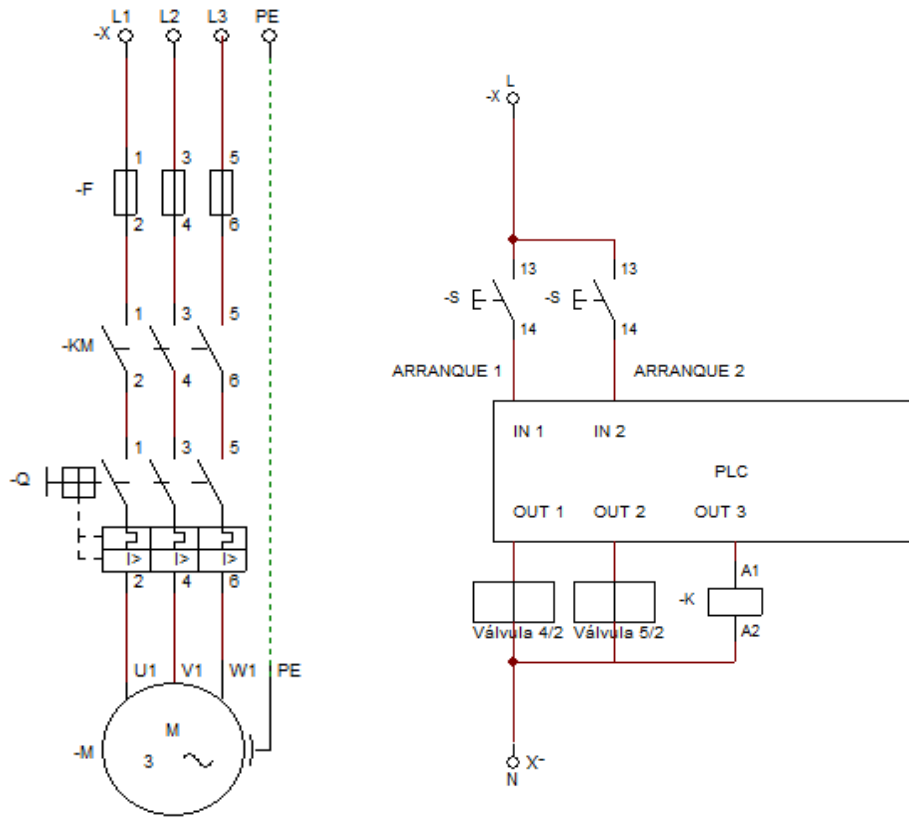 L1 L2 L3 PE
-X
1 3 5
-F
2 4 6
1 3 5
-KM
2 4 6
1 3 5
-Q
I> I> I>
2 4 6
U1 V1 W1 PE
M
-M 3
L
-X
13 13
-S -S
14 14
ARRANQUE 1 ARRANQUE 2
IN 1 IN 2
PLC
OUT 1 OUT 2 OUT 3
A1
-K
Válvula 4/2 Válvula 5/2 A2
X-
N